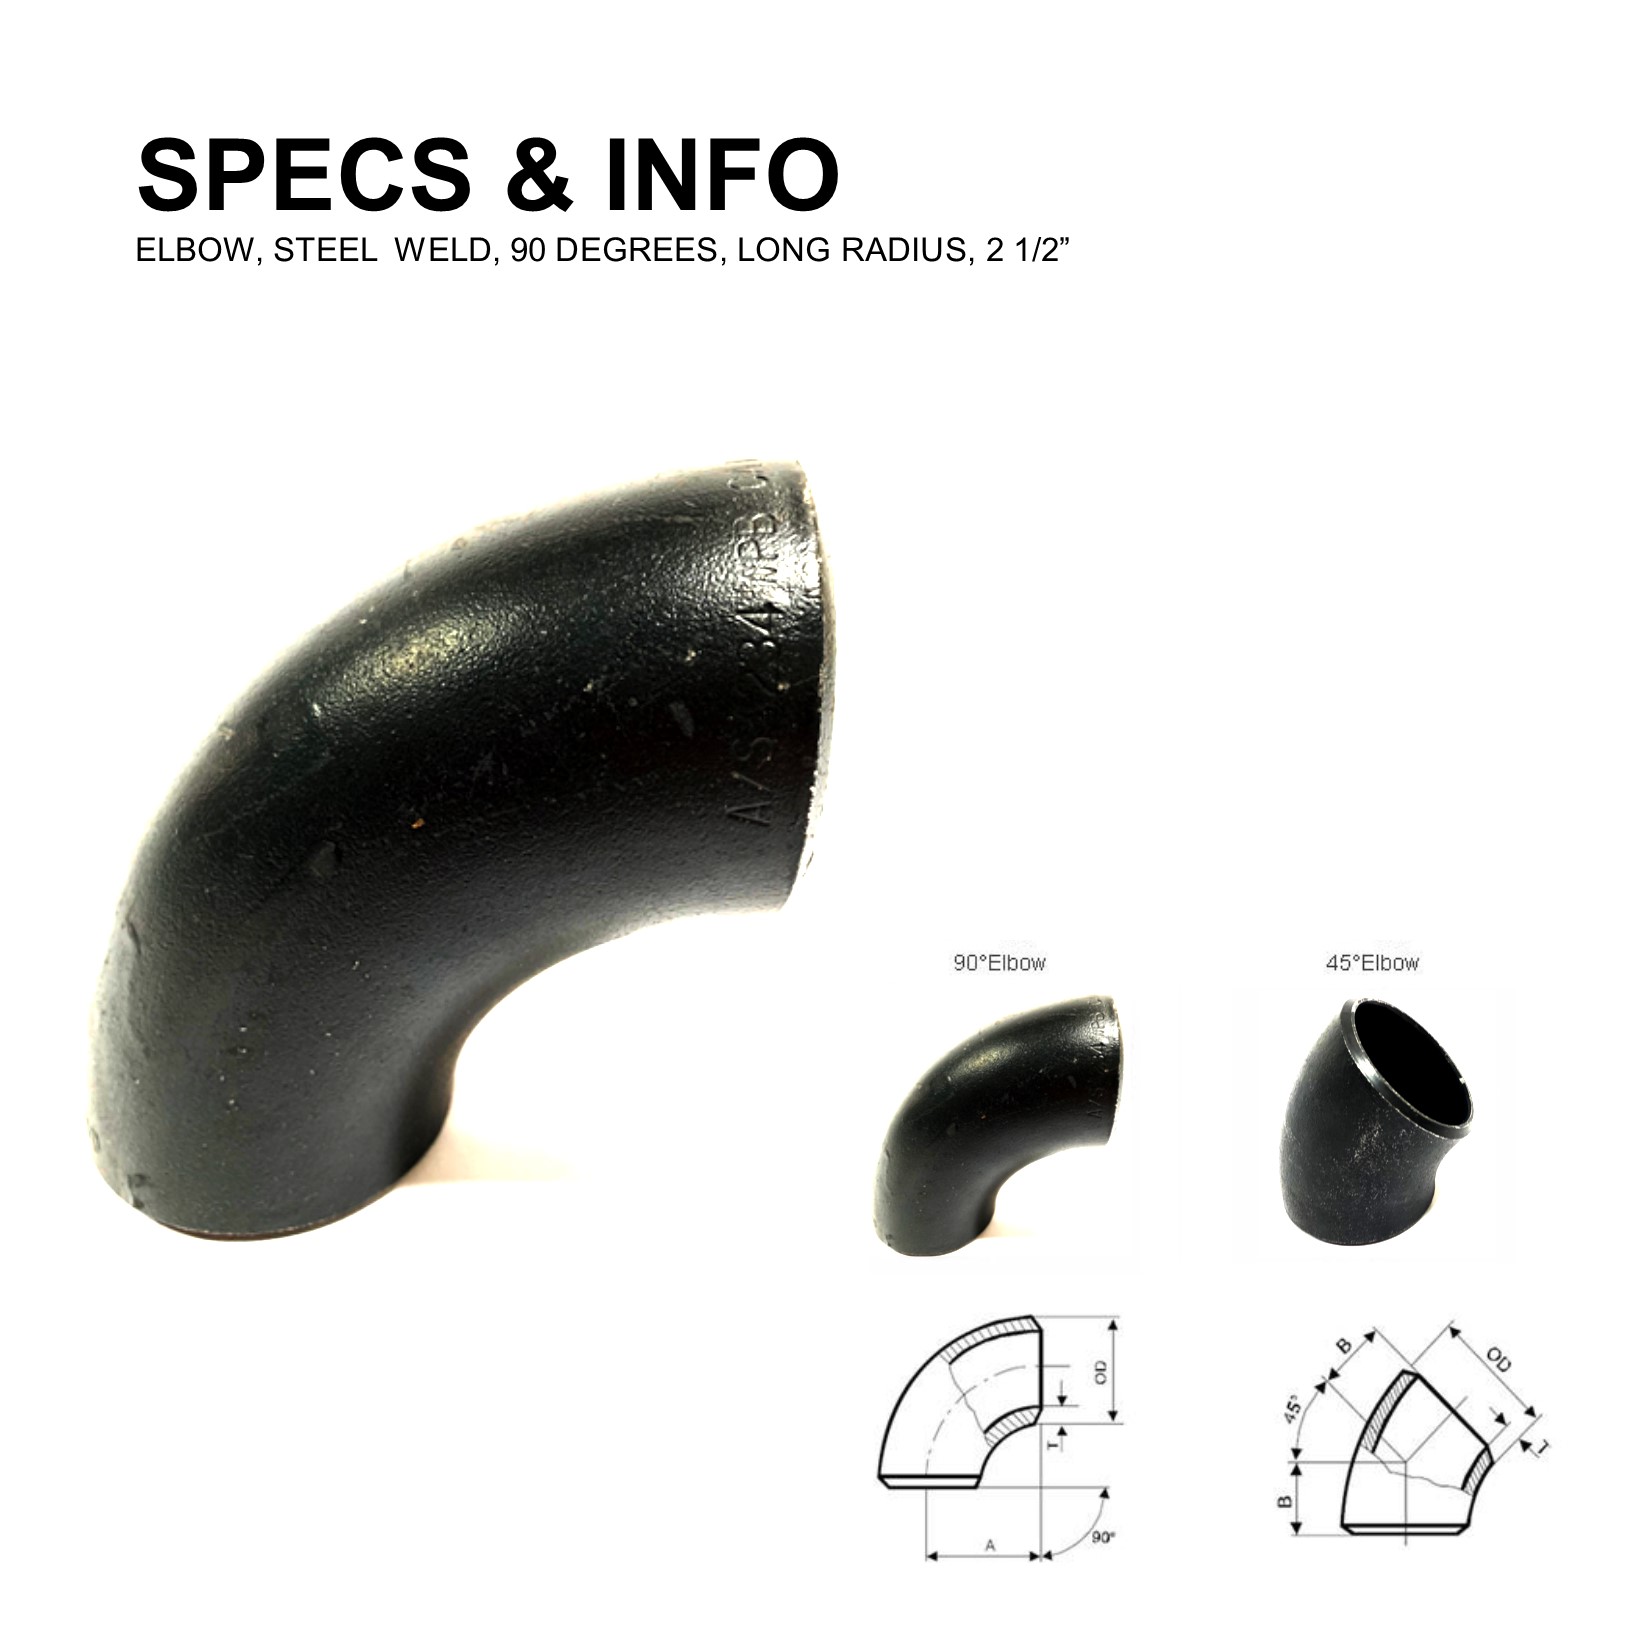 SPECS & INFO
ELBOW, STEEL  WELD, 90 DEGREES, LONG RADIUS, 2 1/2”
A/S 234 WPB
90°Elbow
45°Elbow
OD
T
A
90°
B
OD
45°
T
B